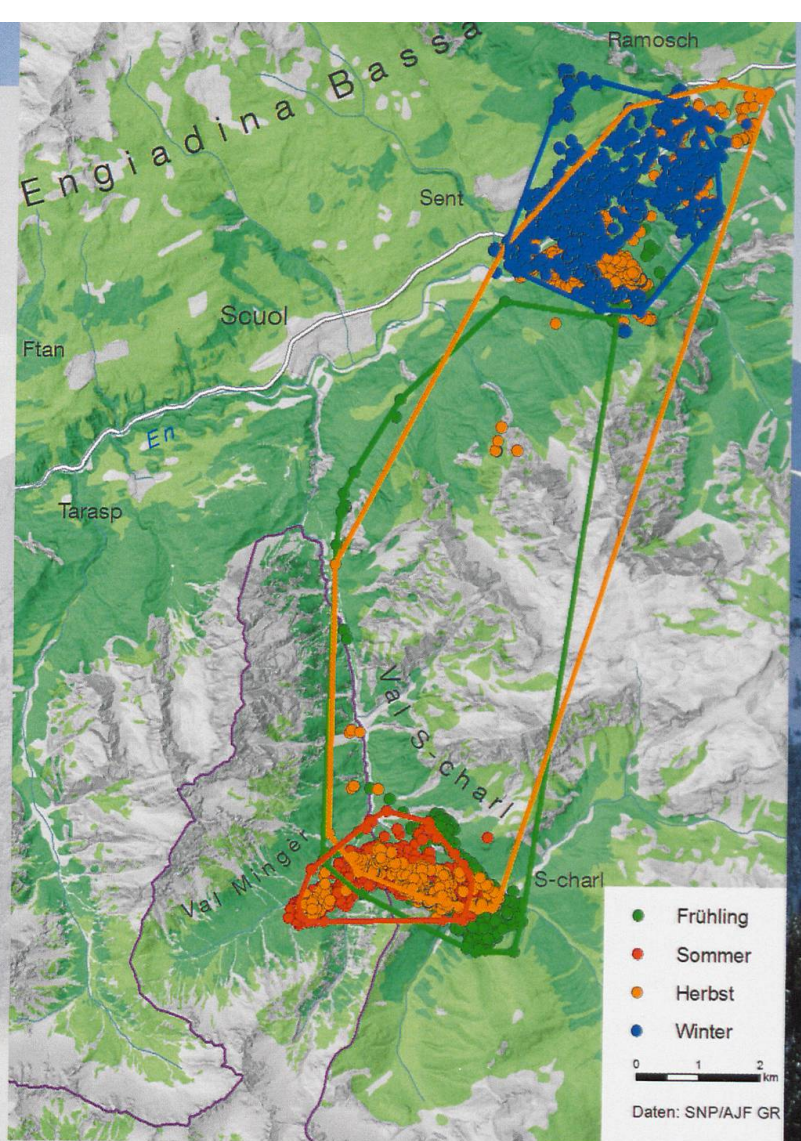 Ramosch
Engiadina Bassa
Sent
Scuol
Ftan
En
Tarasp
Val S-charl
Val Mingèr
S-charl
Frühling
Sommer
Herbst
Winter
0 1 2
km
Daten: SNP/AJF GR